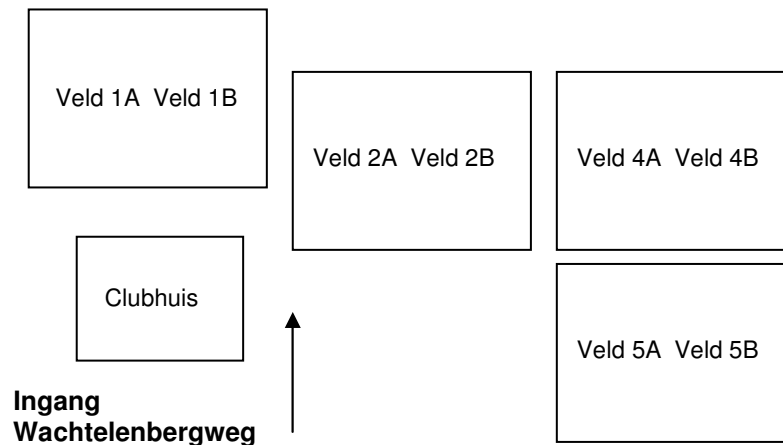 Veld 1A  Veld 1B
Veld 2A  Veld 2B
Veld 4A  Veld 4B
Clubhuis
Veld 5A  Veld 5B
Ingang
Wachtelenbergweg